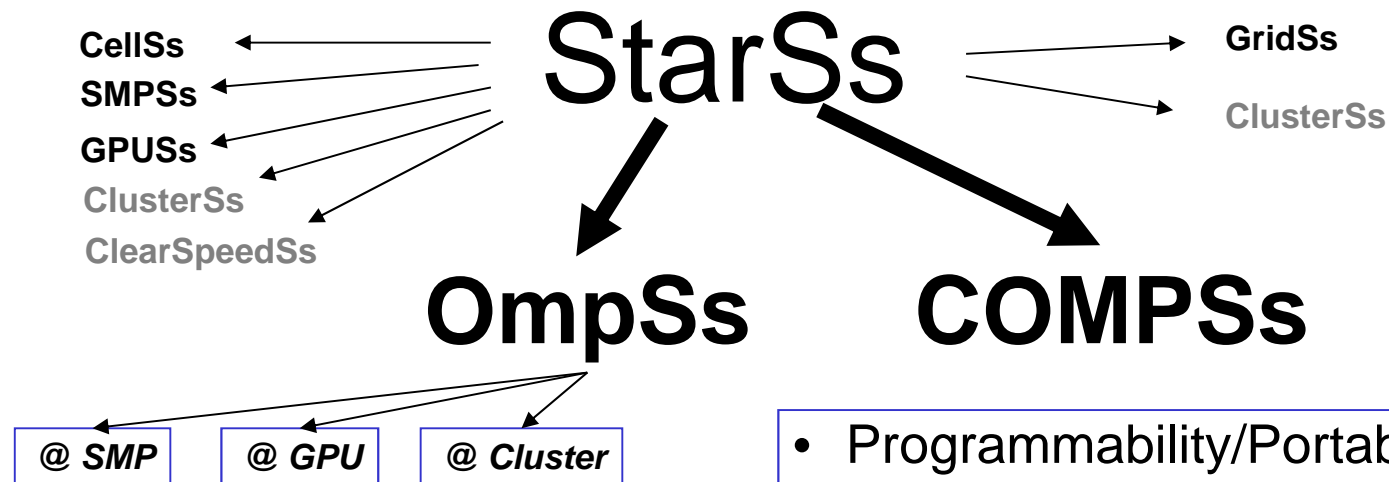 StarSs
CellSs
SMPSs
GPUSs
ClusterSs
ClearSpeedSs
GridSs
ClusterSs
OmpSs
COMPSs
@ SMP
@ GPU
@ Cluster
• Programmability/Portab